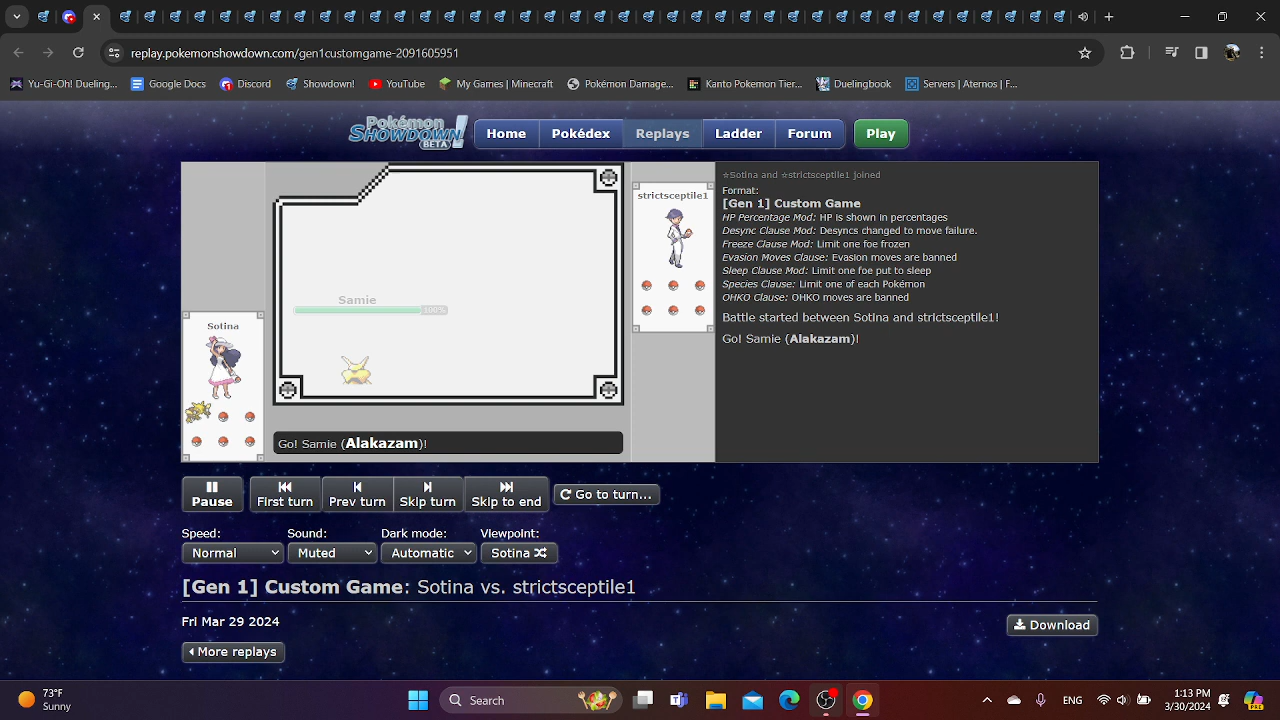 replay.pokemonshowdown.com/gen1customgame-2091605951
Yu-Gi-Oh! Dueling...
Google Docs
Discord
Showdown!
YouTube
My Games | Minecraft
Pokémon Damage...
Kanto Pokemon Tier...
Duelingbook
Servers | Aternos | F...
Pokémon
SHOWDOWN!
BETA
Home
Pokédex
Replays
Ladder
Forum
Play
Sotina
Samie
100%
Go! Samie (Alakazam)!
strictsceptile1
☆Sotina and ☆strictsceptile1 joined
Format:
[Gen 1] Custom Game
HP Percentage Mod: HP is shown in percentages
Desync Clause Mod: Desyncs changed to move failure.
Freeze Clause Mod: Limit one foe frozen
Evasion Moves Clause: Evasion moves are banned
Sleep Clause Mod: Limit one foe put to sleep
Species Clause: Limit one of each Pokémon
OHKO Clause: OHKO moves are banned
Battle started between Sotina and strictsceptile1!
Go! Samie (Alakazam)!
Pause
First turn
Prev turn
Skip turn
Skip to end
Go to turn...
Speed:
Sound:
Dark mode:
Viewpoint:
Normal
Muted
Automatic
Sotina
[Gen 1] Custom Game: Sotina vs. strictsceptile1
Fri Mar 29 2024
Download
More replays
73°F
Sunny
Search
ENG
1:13 PM
3/30/2024
PRE